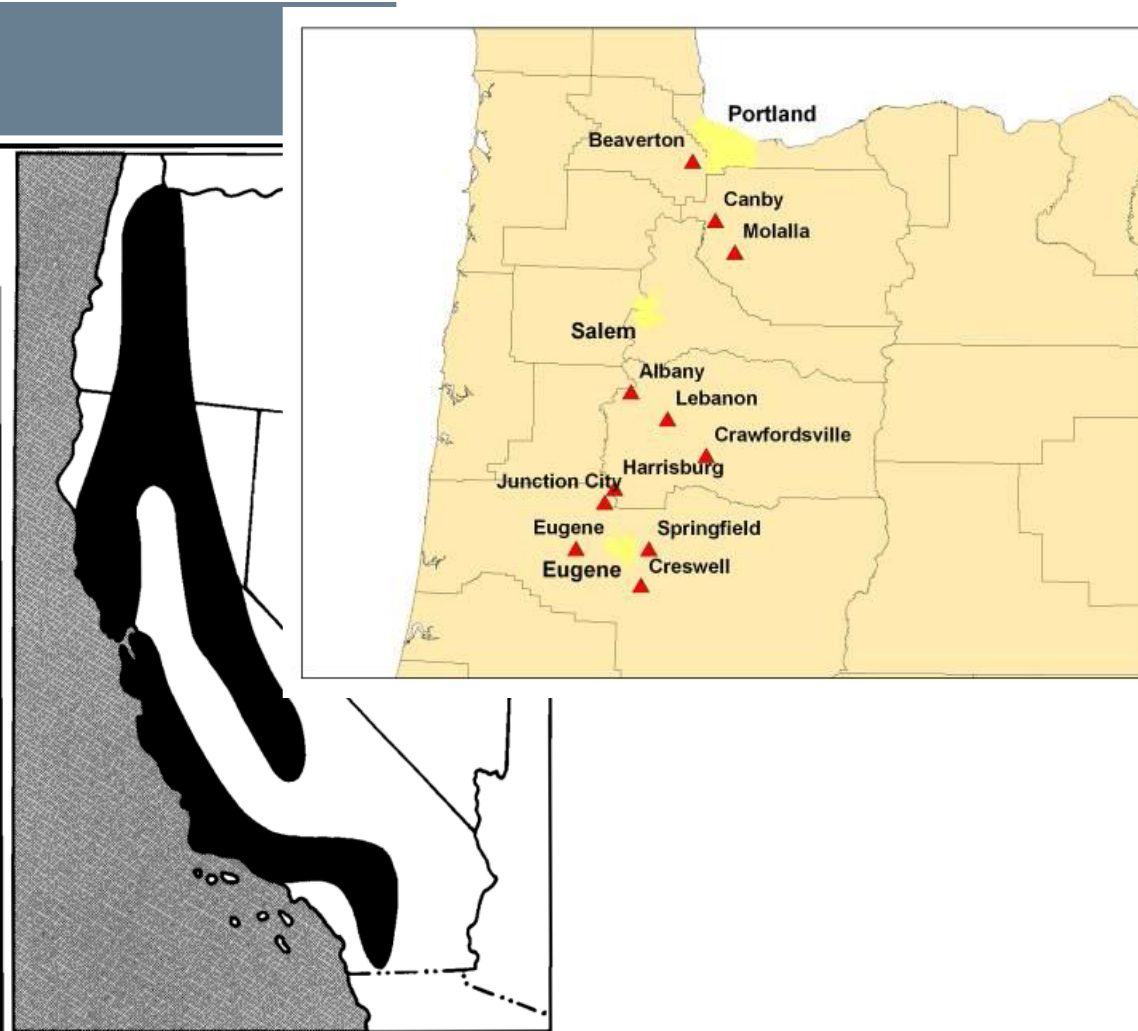 Portland
Beaverton
Canby
Molalla
Salem
Albany
Lebanon
Crawfordsville
Harrisburg
Junction City
Eugene
Springfield
Eugene
Creswell